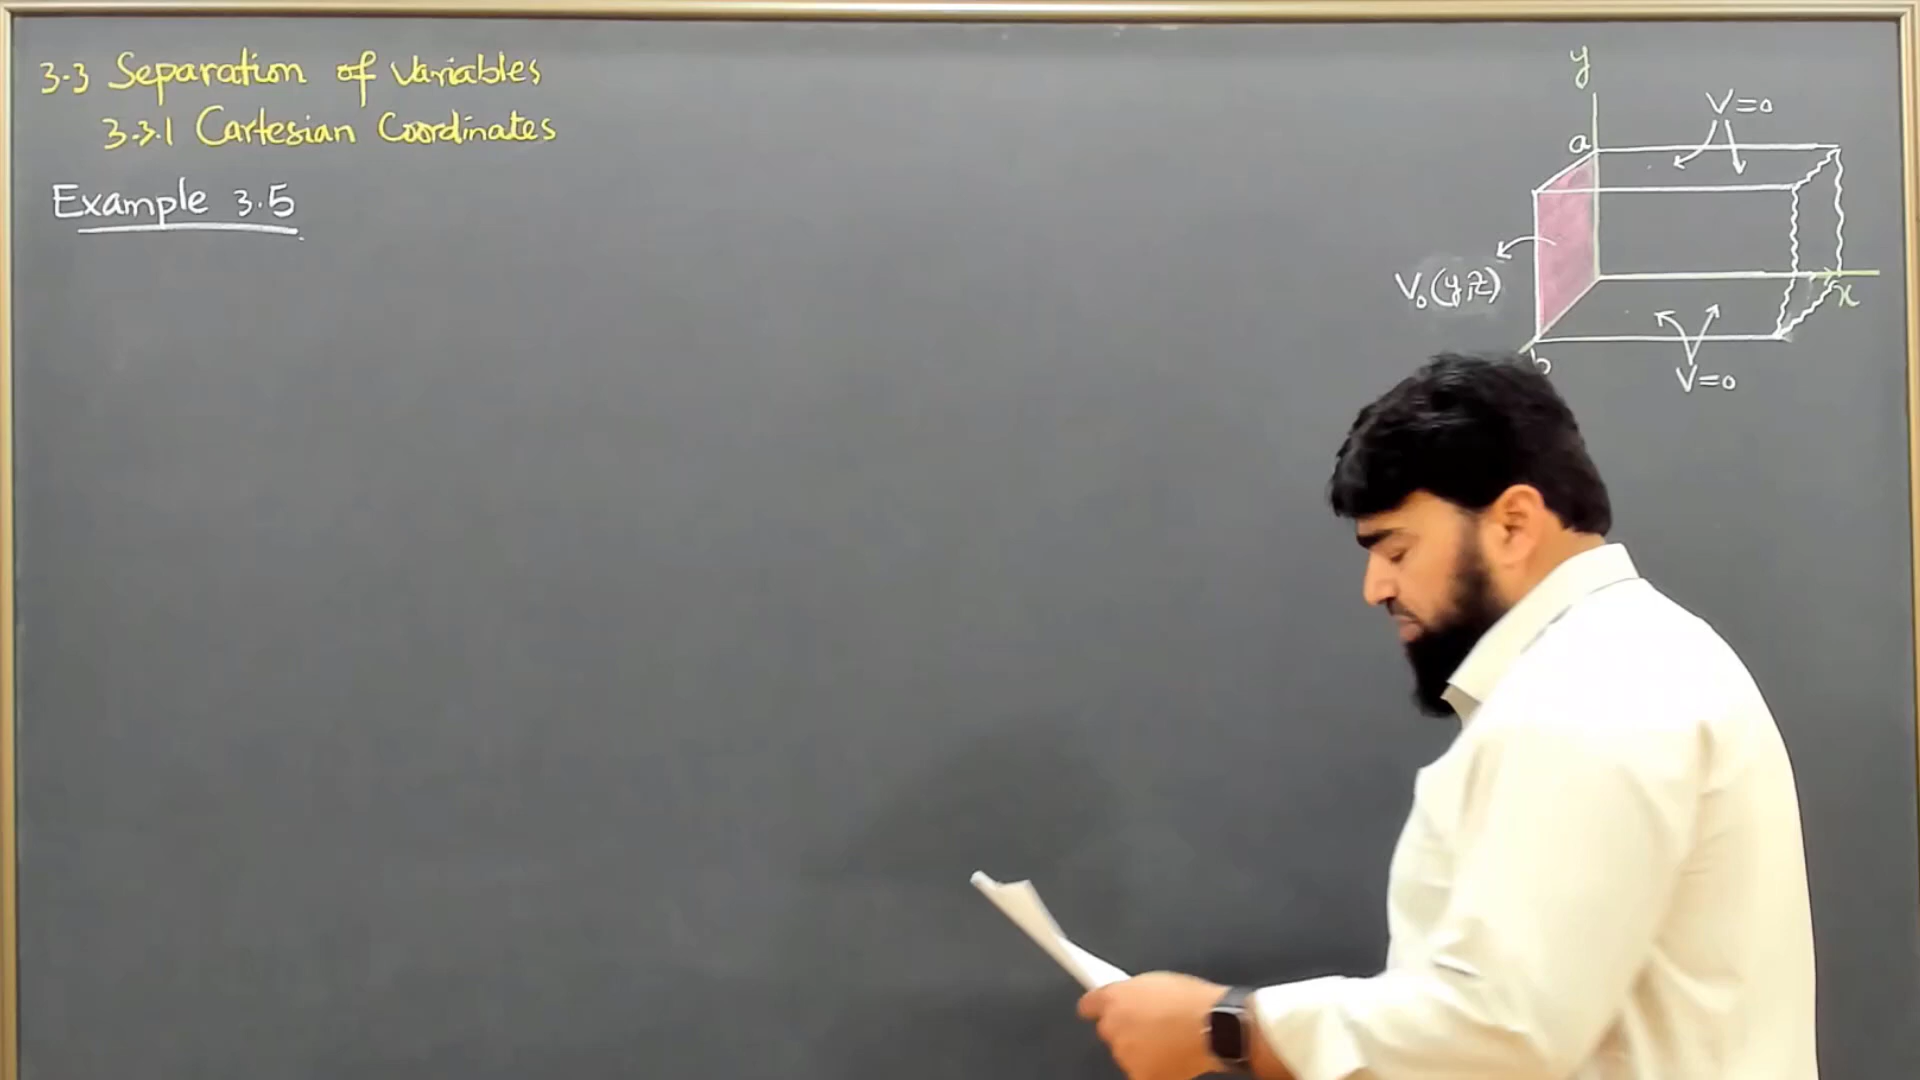 3.3 Separation of Variables
3.3.1 Cartesian Coordinates
Example 3.5
y
V=0
a
V₀(y,z)
x
b
V=0